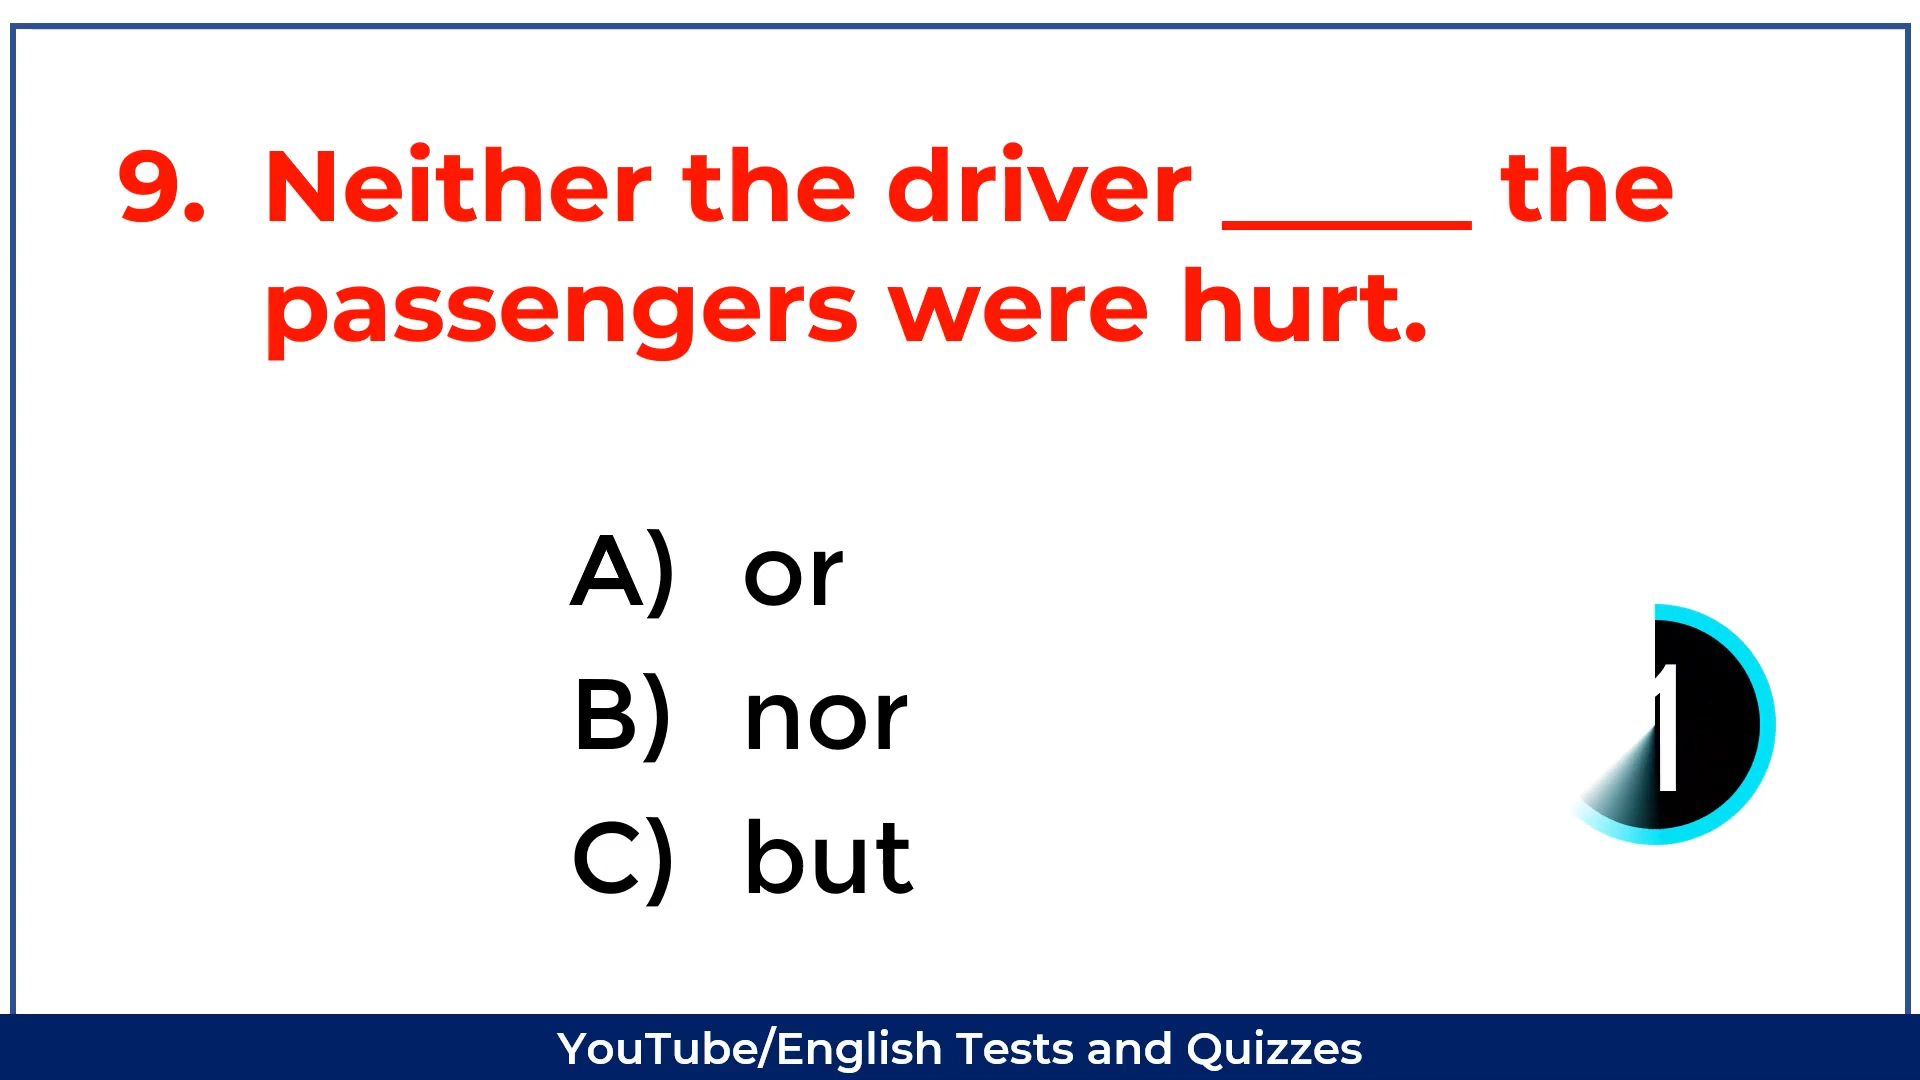 9. Neither the driver _____ the
passengers were hurt.
A) or
B) nor
C) but
1
YouTube/English Tests and Quizzes